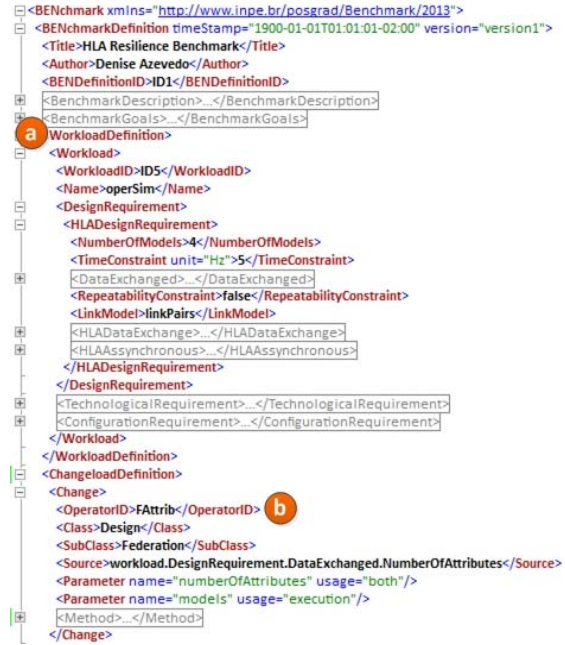 <BENchmark xmlns="http://www.inpe.br/posgrad/Benchmark/2013">
<BENchmarkDefinition timeStamp="1900-01-01T01:01:01-02:00" version="version1">
<Title>HLA Resilience Benchmark</Title>
<Author>Denise Azevedo</Author>
<BENDefinitionID>ID1</BENDefinitionID>
<BenchmarkDescription>...</BenchmarkDescription>
<BenchmarkGoals>...</BenchmarkGoals>
a WorkloadDefinition>
<Workload>
<WorkloadID>ID5</WorkloadID>
<Name>operSim</Name>
<DesignRequirement>
<HLADesignRequirement>
<NumberOfModels>4</NumberOfModels>
<TimeConstraint unit="Hz">5</TimeConstraint>
<DataExchanged>...</DataExchanged>
<RepeatabilityConstraint>false</RepeatabilityConstraint>
<LinkModel>linkPairs</LinkModel>
<HLADataExchange>...</HLADataExchange>
<HLAAssynchronous>...</HLAAssynchronous>
</HLADesignRequirement>
</DesignRequirement>
<TechnologicalRequirement>...</TechnologicalRequirement>
<ConfigurationRequirement>...</ConfigurationRequirement>
</Workload>
</WorkloadDefinition>
<ChangeloadDefinition>
<Change>
<OperatorID>FAttrib</OperatorID> b
<Class>Design</Class>
<SubClass>Federation</SubClass>
<Source>workload.DesignRequirement.DataExchanged.NumberOfAttributes</Source>
<Parameter name="numberOfAttributes" usage="both"/>
<Parameter name="models" usage="execution"/>
<Method>...</Method>
</Change>